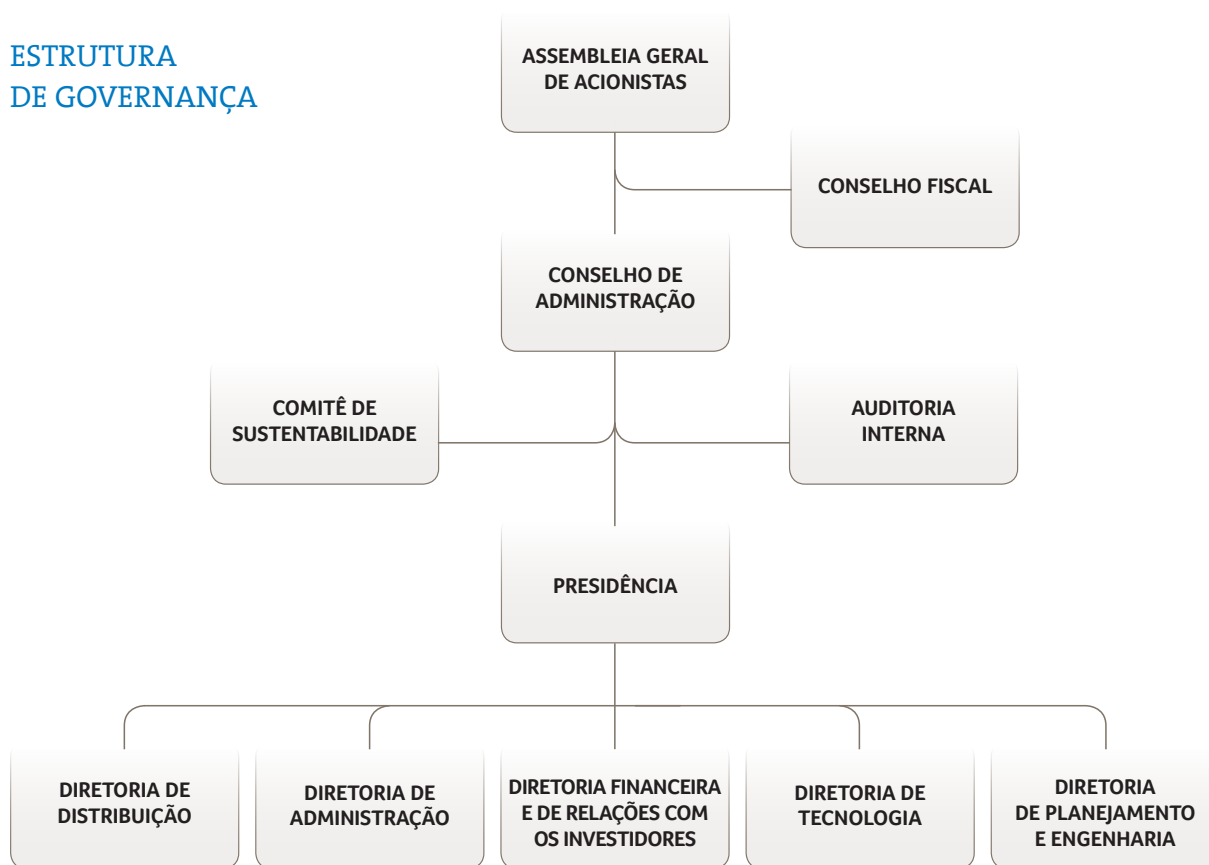 ESTRUTURA
DE GOVERNANÇA
ASSEMBLEIA GERAL
DE ACIONISTAS
CONSELHO FISCAL
CONSELHO DE
ADMINISTRAÇÃO
COMITÊ DE
SUSTENTABILIDADE
AUDITORIA
INTERNA
PRESIDÊNCIA
DIRETORIA DE
DISTRIBUIÇÃO
DIRETORIA DE
ADMINISTRAÇÃO
DIRETORIA FINANCEIRA
E DE RELAÇÕES COM
OS INVESTIDORES
DIRETORIA DE
TECNOLOGIA
DIRETORIA
DE PLANEJAMENTO
E ENGENHARIA